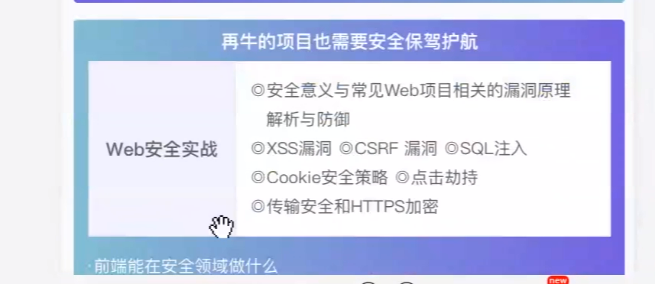 再牛的项目也需要安全保驾护航
Web安全实战
◎安全意义与常见Web项目相关的漏洞原理
解析与防御
◎XSS漏洞 ◎CSRF 漏洞 ◎SQL注入
◎Cookie安全策略 ◎点击劫持
◎传输安全和HTTPS加密
·前端能在安全领域做什么
new